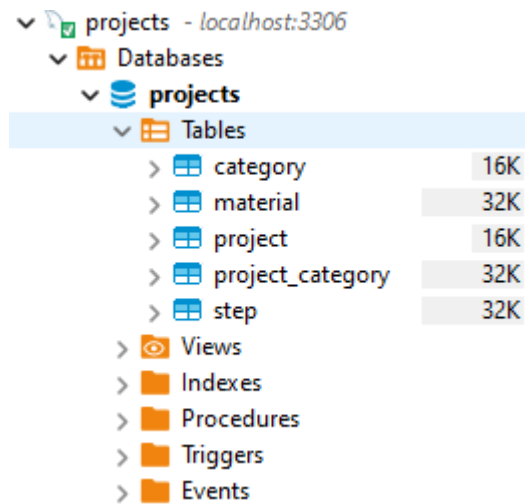 projects - localhost:3306
Databases
projects
Tables
category 16K
material 32K
project 16K
project_category 32K
step 32K
Views
Indexes
Procedures
Triggers
Events